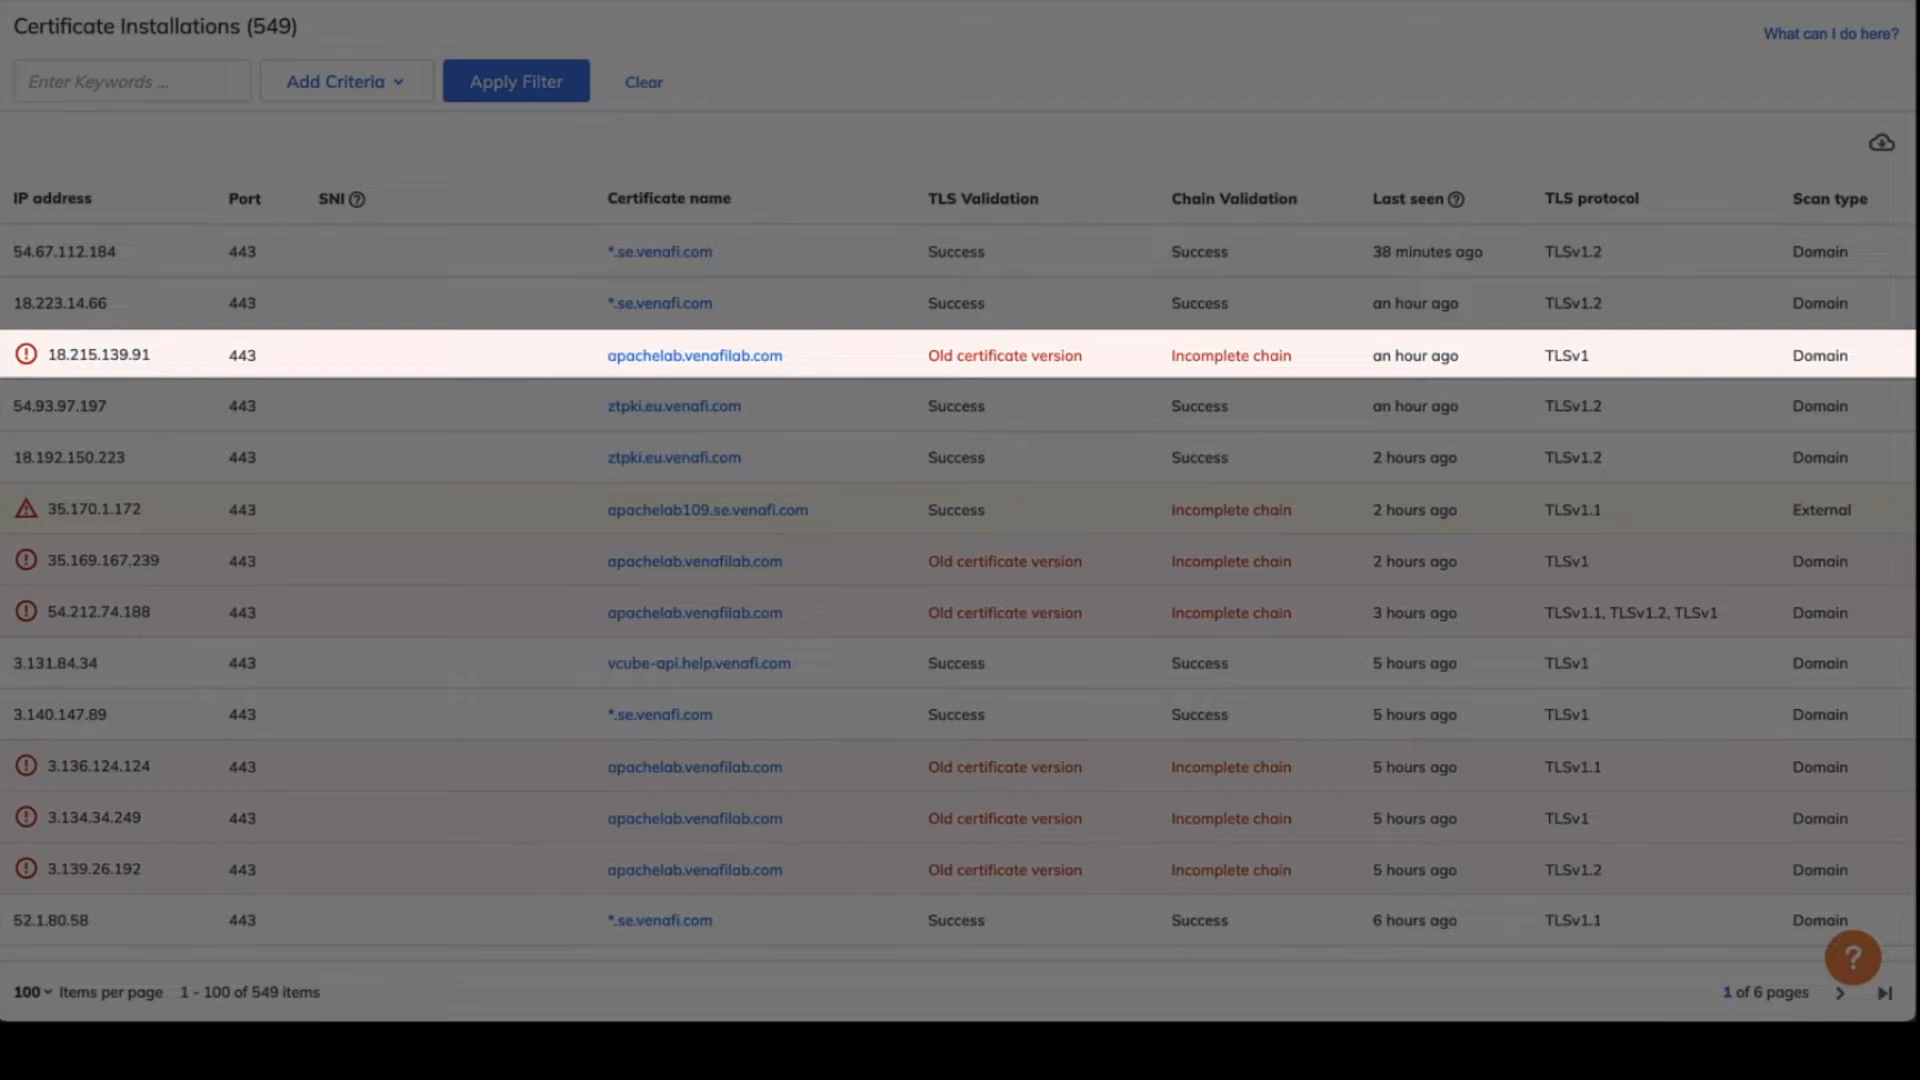 Certificate Installations (549)
What can I do here?
Enter Keywords ... Add Criteria Apply Filter Clear
IP address Port SNI Certificate name TLS Validation Chain Validation Last seen TLS protocol Scan type
54.67.112.184 443 *.se.venafi.com Success Success 38 minutes ago TLSv1.2 Domain
18.223.14.66 443 *.se.venafi.com Success Success an hour ago TLSv1.2 Domain
18.215.139.91 443 apachelab.venafilab.com Old certificate version Incomplete chain an hour ago TLSv1 Domain
54.93.97.197 443 ztpki.eu.venafi.com Success Success an hour ago TLSv1.2 Domain
18.192.150.223 443 ztpki.eu.venafi.com Success Success 2 hours ago TLSv1.2 Domain
35.170.1.172 443 apachelab109.se.venafi.com Success Incomplete chain 2 hours ago TLSv1.1 External
35.169.167.239 443 apachelab.venafilab.com Old certificate version Incomplete chain 2 hours ago TLSv1 Domain
54.212.74.188 443 apachelab.venafilab.com Old certificate version Incomplete chain 3 hours ago TLSv1.1, TLSv1.2, TLSv1 Domain
3.131.84.34 443 vcube-api.help.venafi.com Success Success 5 hours ago TLSv1 Domain
3.140.147.89 443 *.se.venafi.com Success Success 5 hours ago TLSv1 Domain
3.136.124.124 443 apachelab.venafilab.com Old certificate version Incomplete chain 5 hours ago TLSv1.1 Domain
3.134.34.249 443 apachelab.venafilab.com Old certificate version Incomplete chain 5 hours ago TLSv1 Domain
3.139.26.192 443 apachelab.venafilab.com Old certificate version Incomplete chain 5 hours ago TLSv1.2 Domain
52.1.80.58 443 *.se.venafi.com Success Success 6 hours ago TLSv1.1 Domain
?
100 Items per page 1 - 100 of 549 items 1 of 6 pages